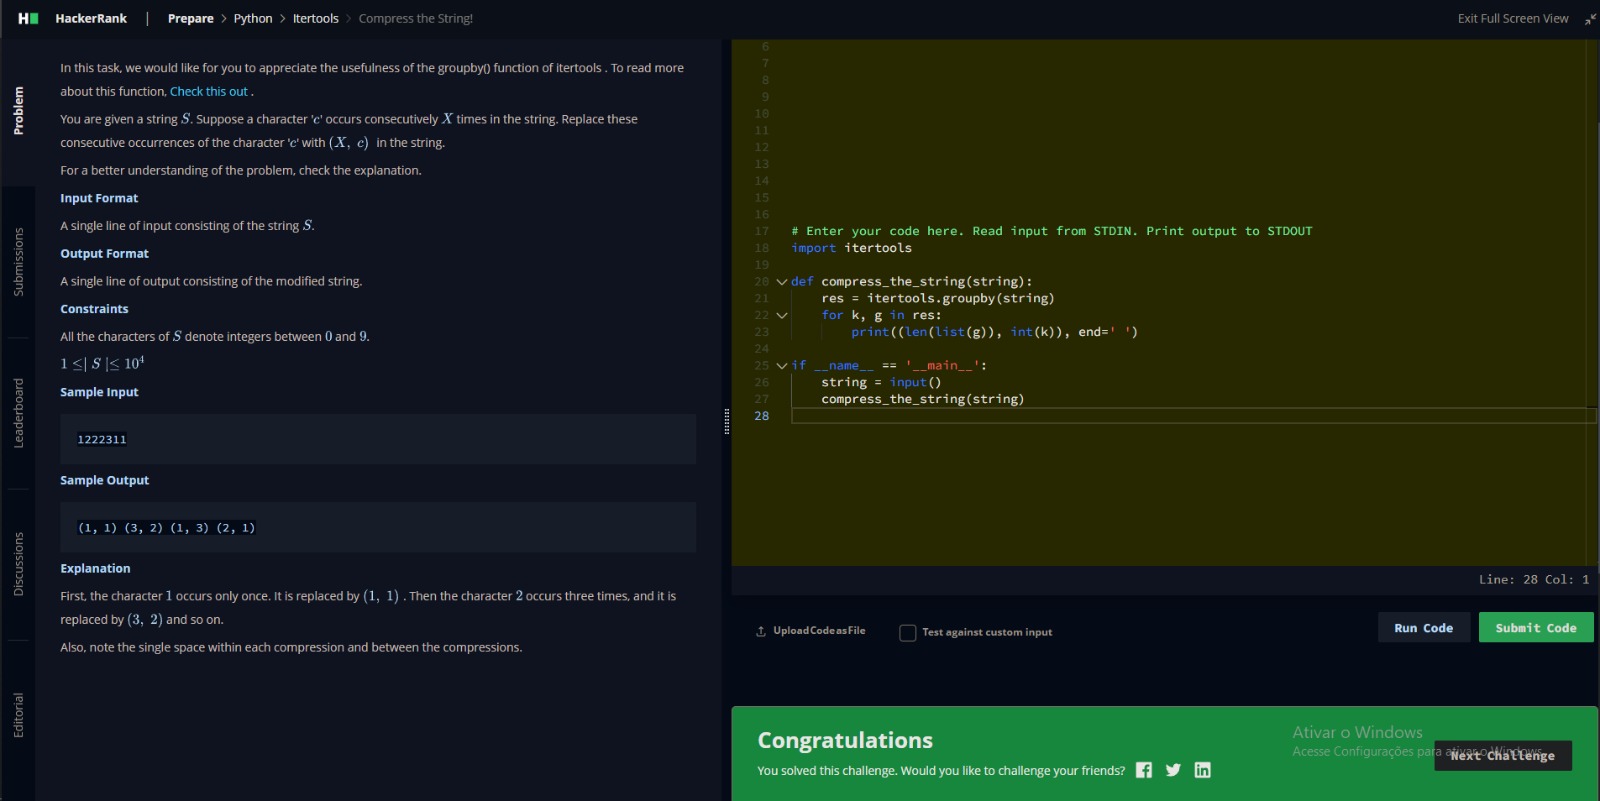 HackerRank | Prepare > Python > Itertools > Compress the String!
Exit Full Screen View
Problem
Submissions
Leaderboard
Discussions
Editorial
In this task, we would like for you to appreciate the usefulness of the groupby() function of itertools . To read more
about this function, Check this out .
You are given a string S. Suppose a character 'c' occurs consecutively X times in the string. Replace these
consecutive occurrences of the character 'c' with (X, c) in the string.
For a better understanding of the problem, check the explanation.
Input Format
A single line of input consisting of the string S.
Output Format
A single line of output consisting of the modified string.
Constraints
All the characters of S denote integers between 0 and 9.
1 ≤| S |≤ 10⁴
Sample Input
1222311
Sample Output
(1, 1) (3, 2) (1, 3) (2, 1)
Explanation
First, the character 1 occurs only once. It is replaced by (1, 1) . Then the character 2 occurs three times, and it is
replaced by (3, 2) and so on.
Also, note the single space within each compression and between the compressions.
6
7
8
9
10
11
12
13
14
15
16
17 # Enter your code here. Read input from STDIN. Print output to STDOUT
18 import itertools
19
20 def compress_the_string(string):
21     res = itertools.groupby(string)
22     for k, g in res:
23         print((len(list(g)), int(k)), end=' ')
24
25 if __name__ == '__main__':
26     string = input()
27     compress_the_string(string)
28
Line: 28 Col: 1
Upload Code as File
Test against custom input
Run Code
Submit Code
Congratulations
You solved this challenge. Would you like to challenge your friends?
Next Challenge
Ativar o Windows
Acesse Configurações para ativar o Windows.